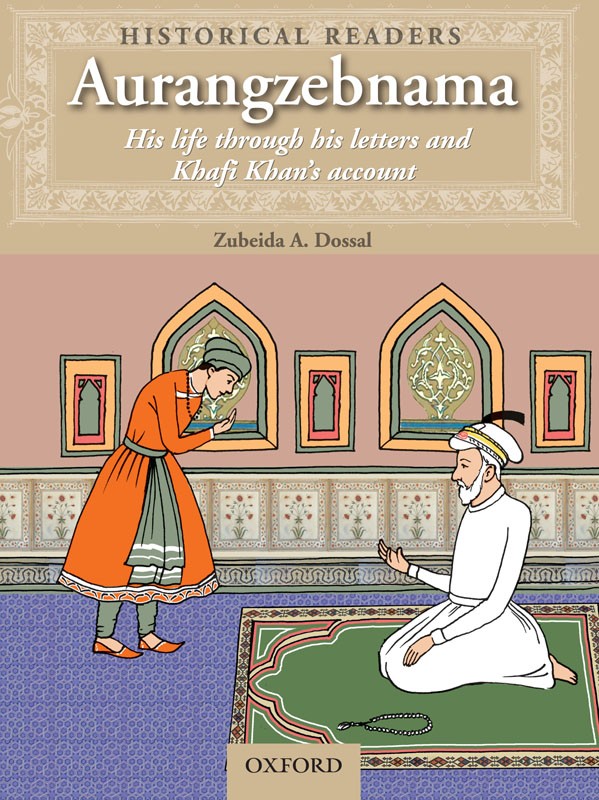 HISTORICAL READERS
Aurangzebnama
His life through his letters and
Khafi Khan's account
Zubeida A. Dossal
OXFORD